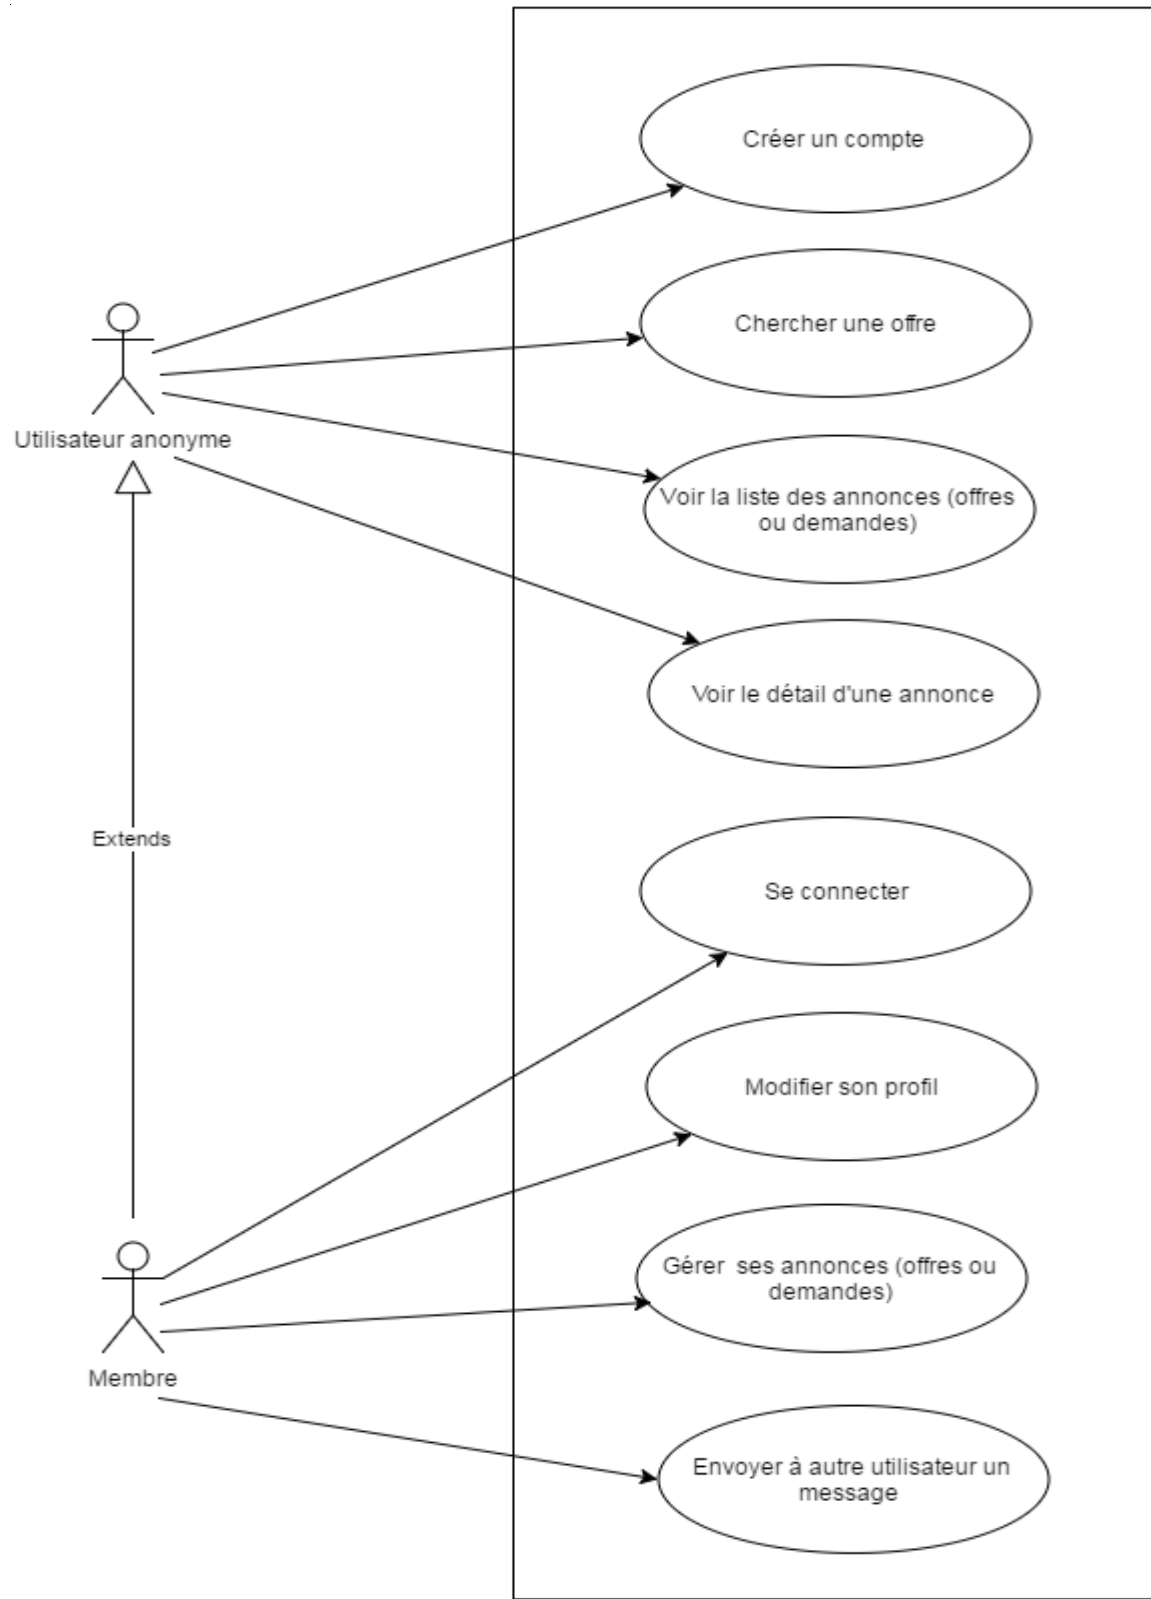 Créer un compte
Chercher une offre
Utilisateur anonyme
Voir la liste des annonces (offres
ou demandes)
Voir le détail d'une annonce
Extends
Se connecter
Modifier son profil
Gérer  ses annonces (offres ou
demandes)
Membre
Envoyer à autre utilisateur un
message